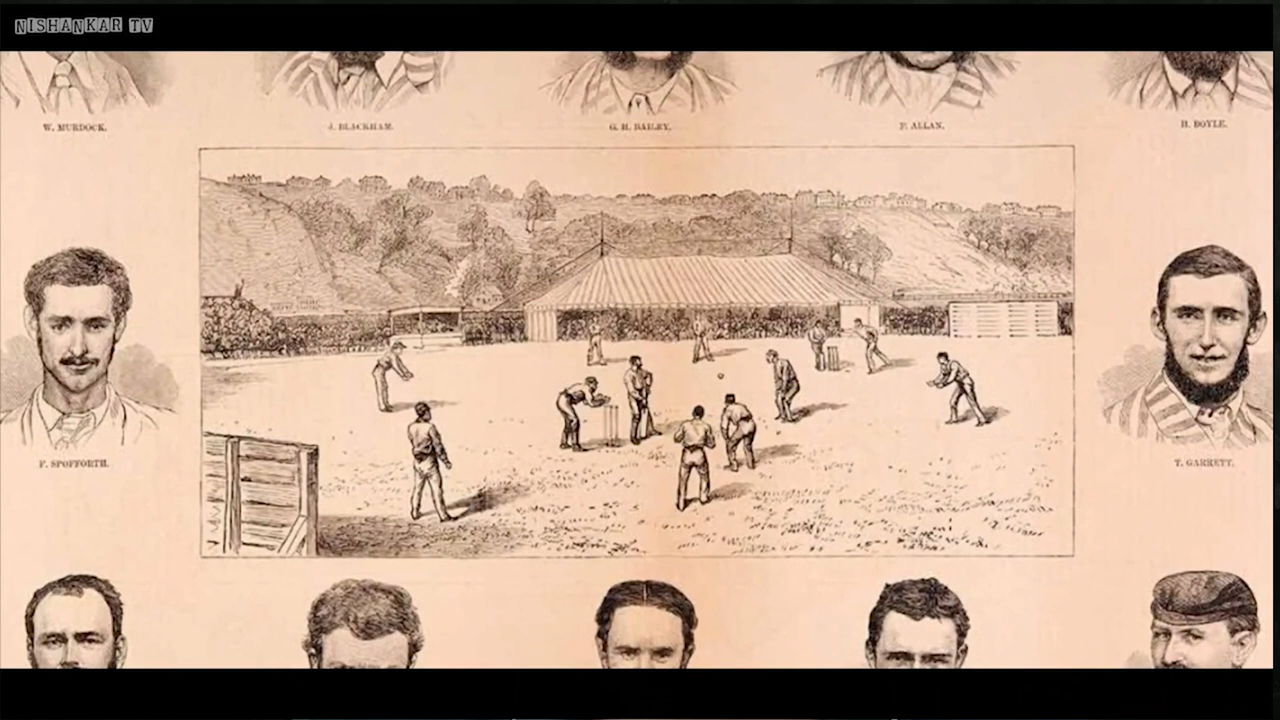 NISHANKAR TV
W. MURDOCK.
J. BLACKHAM.
G. H. BAILEY.
F. ALLAN.
H. BOYLE.
F. SPOFFORTH.
T. GARRETT.